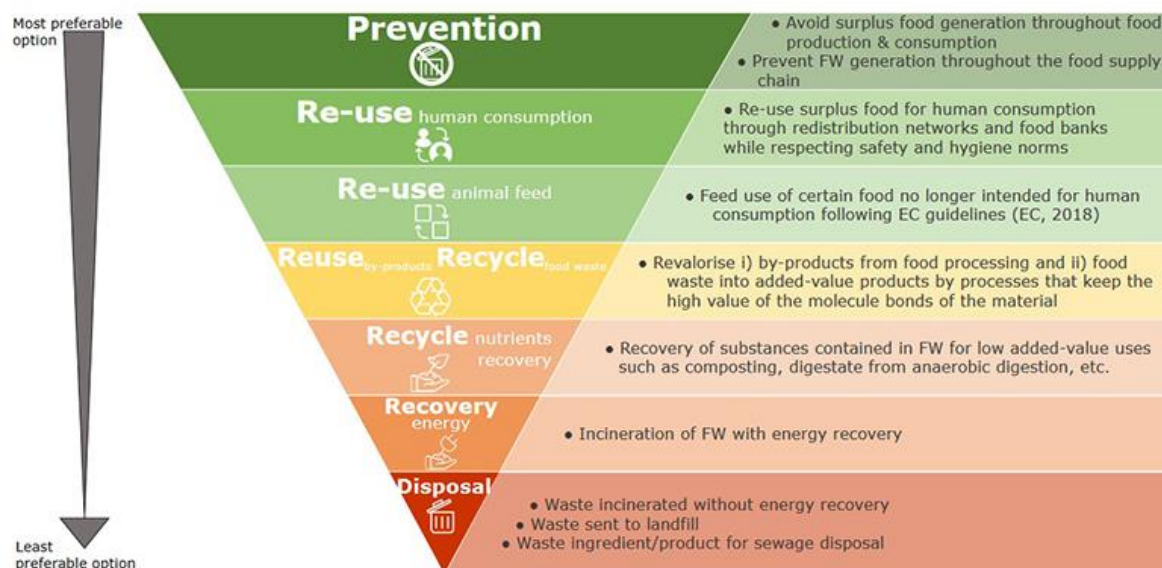 Most preferable
option
Prevention
● Avoid surplus food generation throughout food
production & consumption
● Prevent FW generation throughout the food supply
chain
Re-use human consumption
● Re-use surplus food for human consumption
through redistribution networks and food banks
while respecting safety and hygiene norms
Re-use animal feed
● Feed use of certain food no longer intended for human
consumption following EC guidelines (EC, 2018)
Reuse by-products Recycle food waste
● Revalorise i) by-products from food processing and ii) food
waste into added-value products by processes that keep the
high value of the molecule bonds of the material
Recycle nutrients
recovery
● Recovery of substances contained in FW for low added-value uses
such as composting, digestate from anaerobic digestion, etc.
Recovery
energy
● Incineration of FW with energy recovery
Disposal
● Waste incinerated without energy recovery
● Waste sent to landfill
● Waste ingredient/product for sewage disposal
Least
preferable option